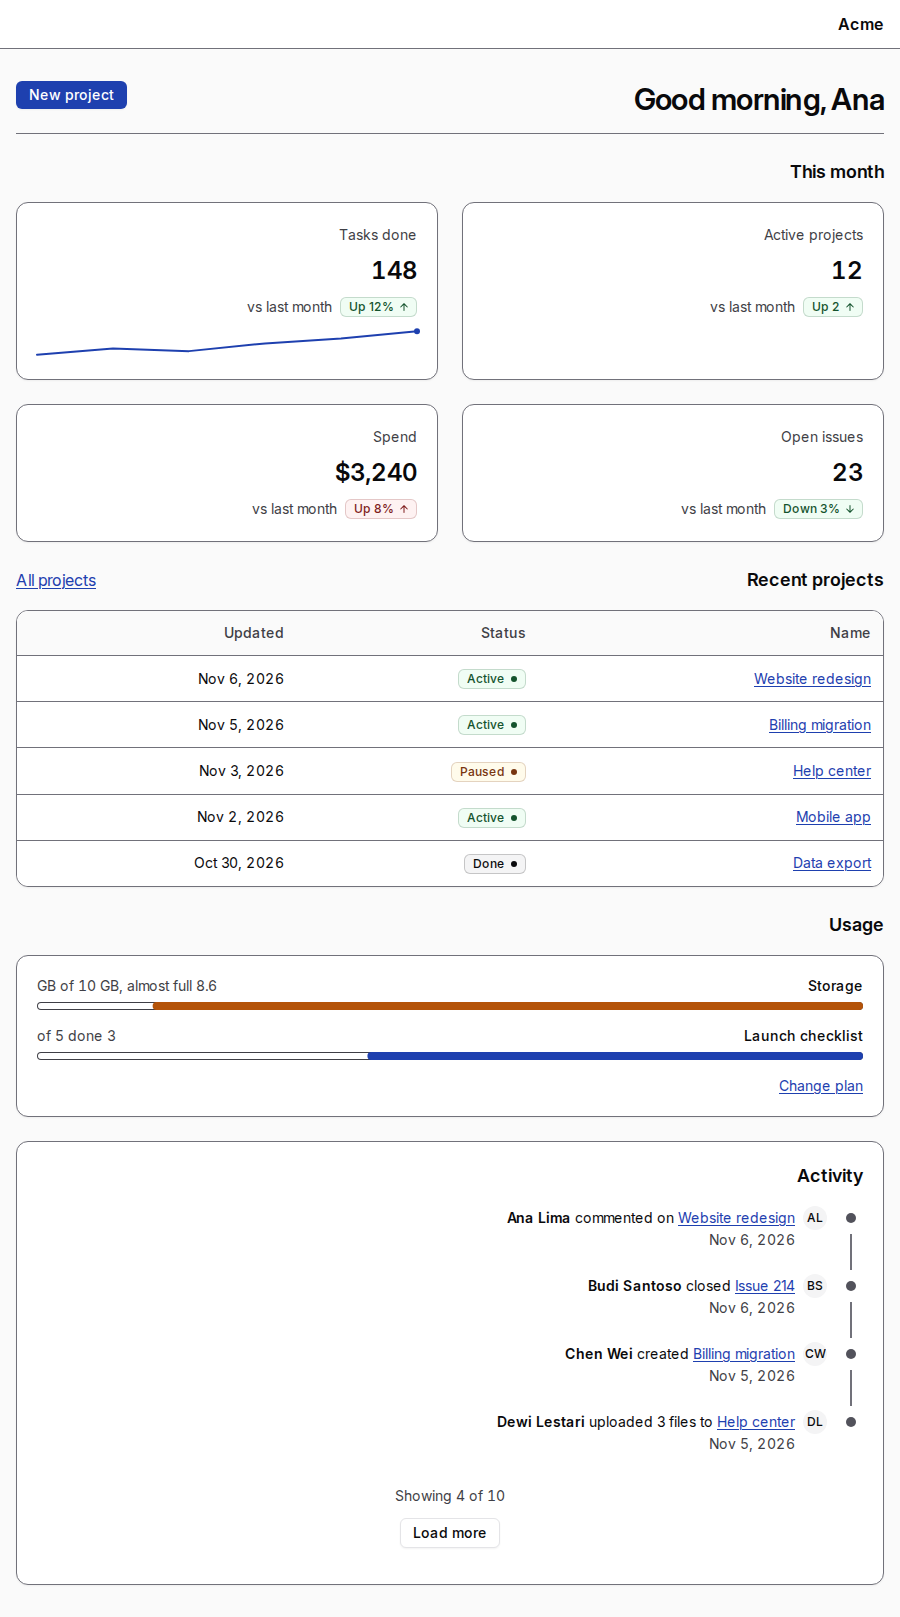 Acme
Good morning, Ana
New project
This month
Active projects
12
Up 2 ↑ vs last month
Tasks done
148
Up 12% ↑ vs last month
Open issues
23
Down 3% ↓ vs last month
Spend
$3,240
Up 8% ↑ vs last month
Recent projects
All projects
Name Status Updated
Website redesign Active Nov 6, 2026
Billing migration Active Nov 5, 2026
Help center Paused Nov 3, 2026
Mobile app Active Nov 2, 2026
Data export Done Oct 30, 2026
Usage
Storage
GB of 10 GB, almost full 8.6
Launch checklist
of 5 done 3
Change plan
Activity
AL
Ana Lima commented on Website redesign
Nov 6, 2026
BS
Budi Santoso closed Issue 214
Nov 6, 2026
CW
Chen Wei created Billing migration
Nov 5, 2026
DL
Dewi Lestari uploaded 3 files to Help center
Nov 5, 2026
Showing 4 of 10
Load more